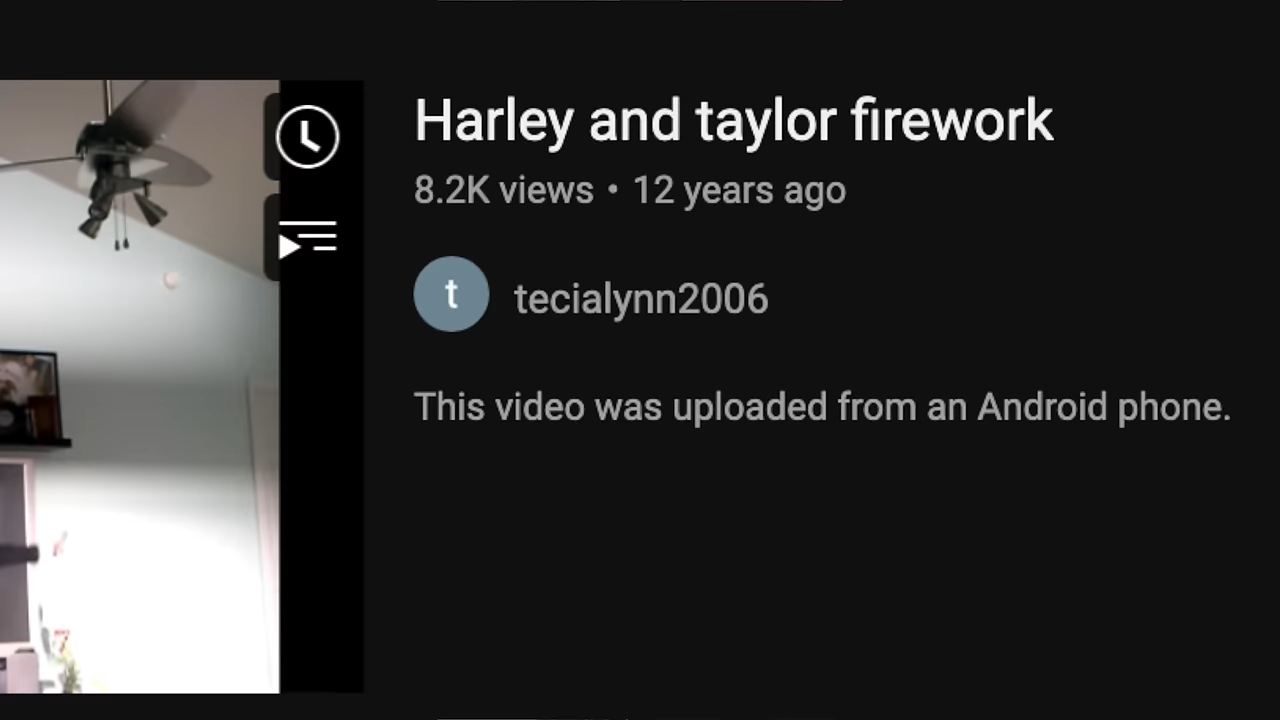 Harley and taylor firework
8.2K views • 12 years ago
t
tecialynn2006
This video was uploaded from an Android phone.